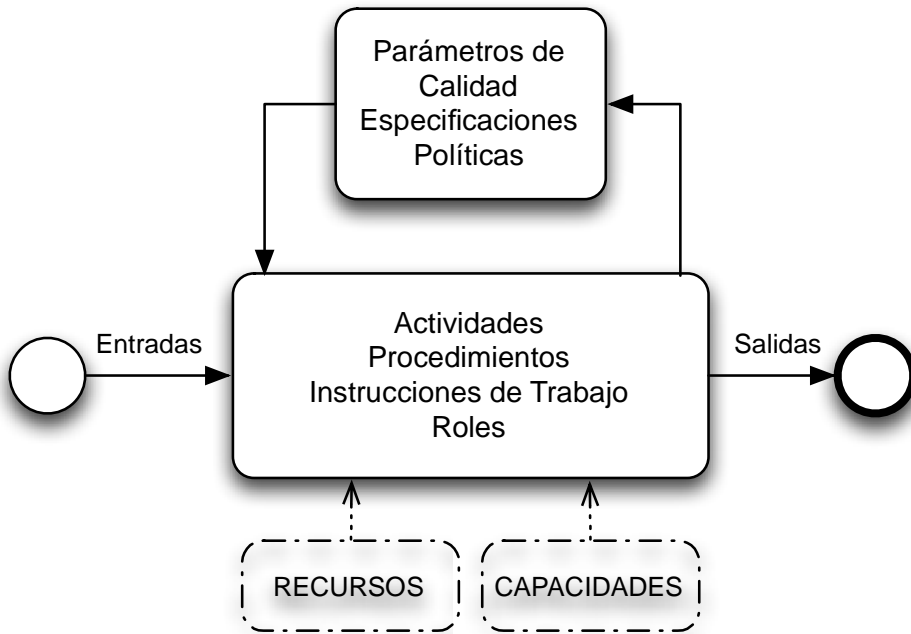 Parámetros de
Calidad
Especificaciones
Políticas
Entradas
Actividades
Procedimientos
Instrucciones de Trabajo
Roles
Salidas
RECURSOS
CAPACIDADES